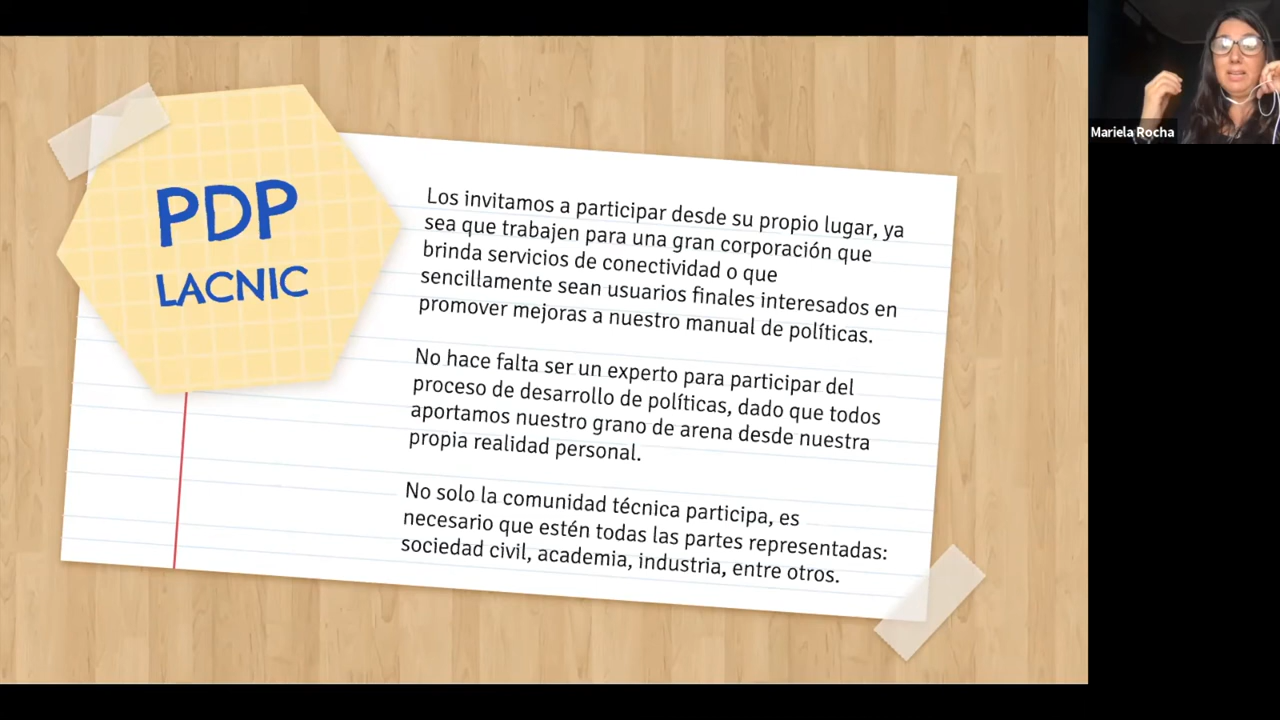 PDP
LACNIC
Los invitamos a participar desde su propio lugar, ya
sea que trabajen para una gran corporación que
brinda servicios de conectividad o que
sencillamente sean usuarios finales interesados en
promover mejoras a nuestro manual de políticas.
No hace falta ser un experto para participar del
proceso de desarrollo de políticas, dado que todos
aportamos nuestro grano de arena desde nuestra
propia realidad personal.
No solo la comunidad técnica participa, es
necesario que estén todas las partes representadas:
sociedad civil, academia, industria, entre otros.
Mariela Rocha